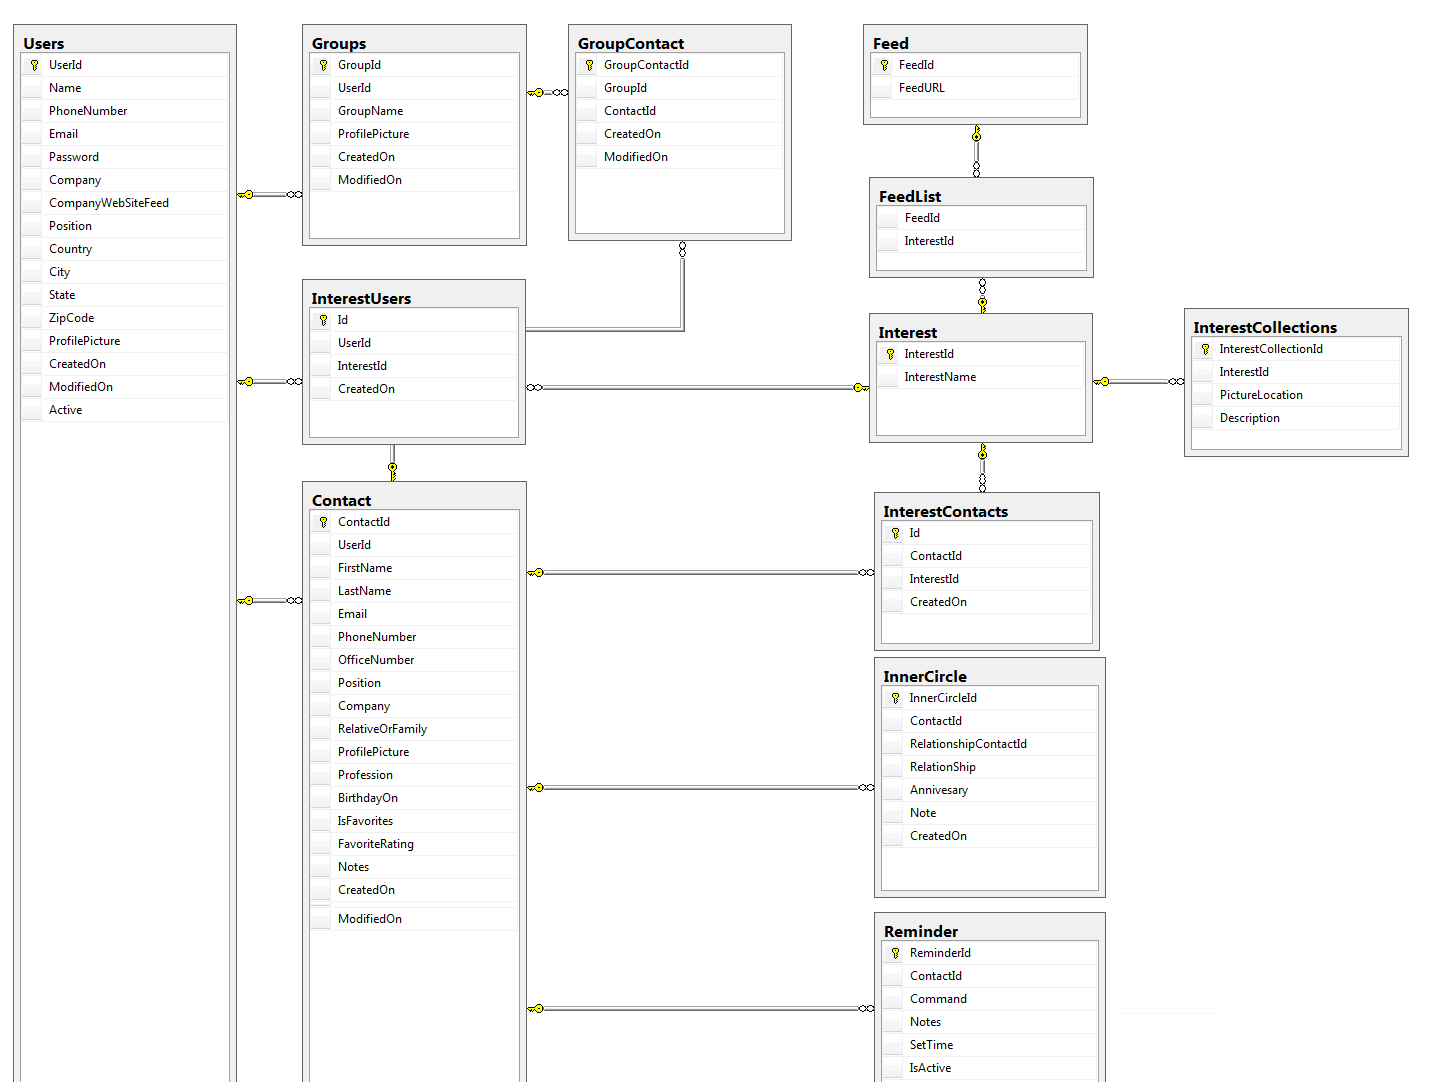 Users
UserId
Name
PhoneNumber
Email
Password
Company
CompanyWebSiteFeed
Position
Country
City
State
ZipCode
ProfilePicture
CreatedOn
ModifiedOn
Active
Groups
GroupId
UserId
GroupName
ProfilePicture
CreatedOn
ModifiedOn
GroupContact
GroupContactId
GroupId
ContactId
CreatedOn
ModifiedOn
Feed
FeedId
FeedURL
FeedList
FeedId
InterestId
InterestUsers
Id
UserId
InterestId
CreatedOn
Interest
InterestId
InterestName
InterestCollections
InterestCollectionId
InterestId
PictureLocation
Description
Contact
ContactId
UserId
FirstName
LastName
Email
PhoneNumber
OfficeNumber
Position
Company
RelativeOrFamily
ProfilePicture
Profession
BirthdayOn
IsFavorites
FavoriteRating
Notes
CreatedOn
ModifiedOn
InterestContacts
Id
ContactId
InterestId
CreatedOn
InnerCircle
InnerCircleId
ContactId
RelationshipContactId
RelationShip
Annivesary
Note
CreatedOn
Reminder
ReminderId
ContactId
Command
Notes
SetTime
IsActive